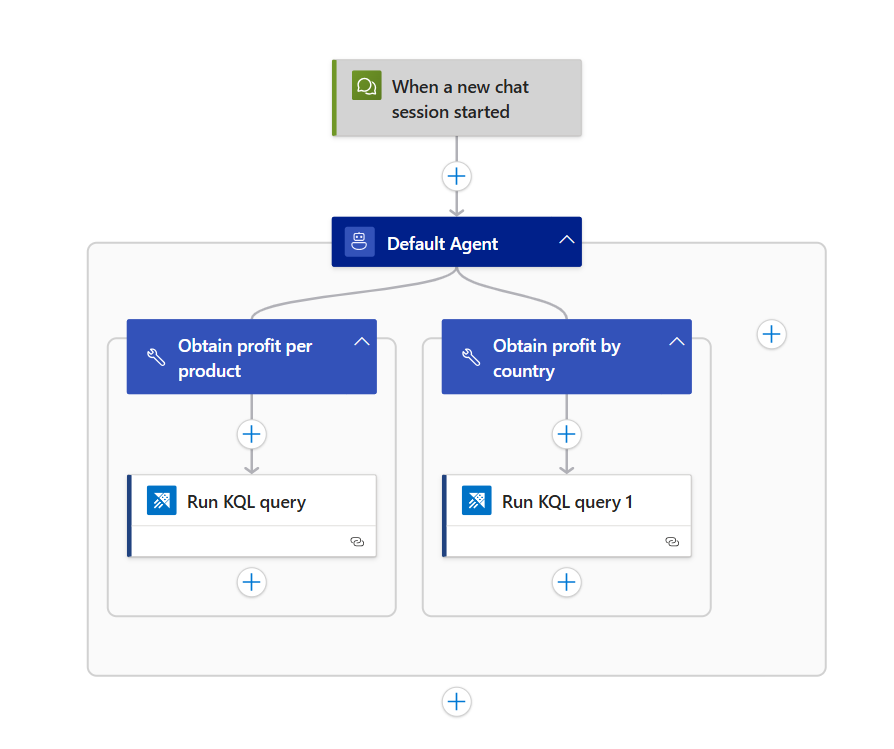 When a new chat
session started
Default Agent
Obtain profit per
product
Obtain profit by
country
Run KQL query
Run KQL query 1